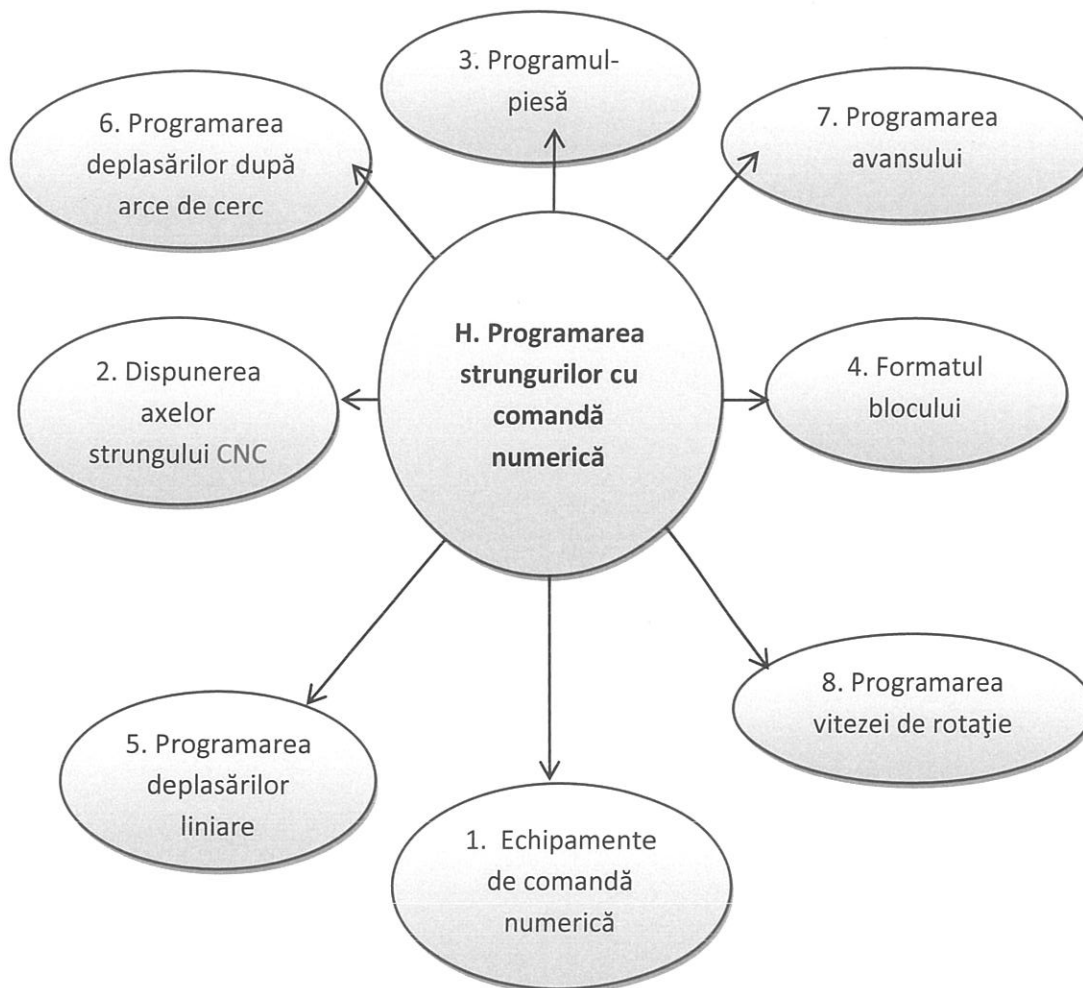 3. Programul-
piesă
6. Programarea
deplasărilor după
arce de cerc
7. Programarea
avansului
H. Programarea
strungurilor cu
comandă
numerică
2. Dispunerea
axelor
strungului CNC
4. Formatul
blocului
5. Programarea
deplasărilor
liniare
8. Programarea
vitezei de rotaţie
1. Echipamente
de comandă
numerică